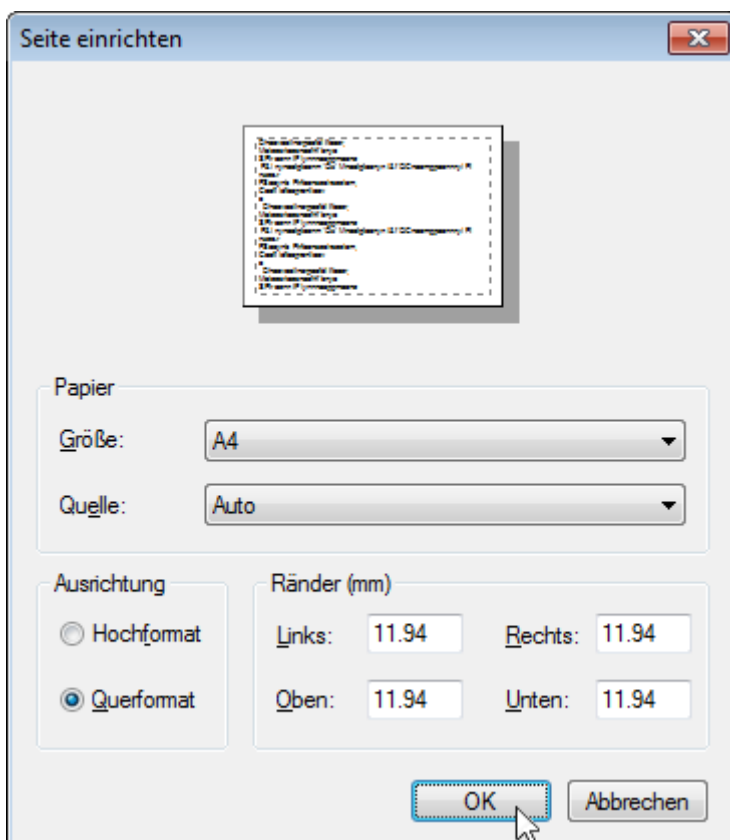 Seite einrichten
Papier
Größe:
A4
Quelle:
Auto
Ausrichtung
Ränder (mm)
Hochformat
Links:
11.94
Rechts:
11.94
Querformat
Oben:
11.94
Unten:
11.94
OK
Abbrechen